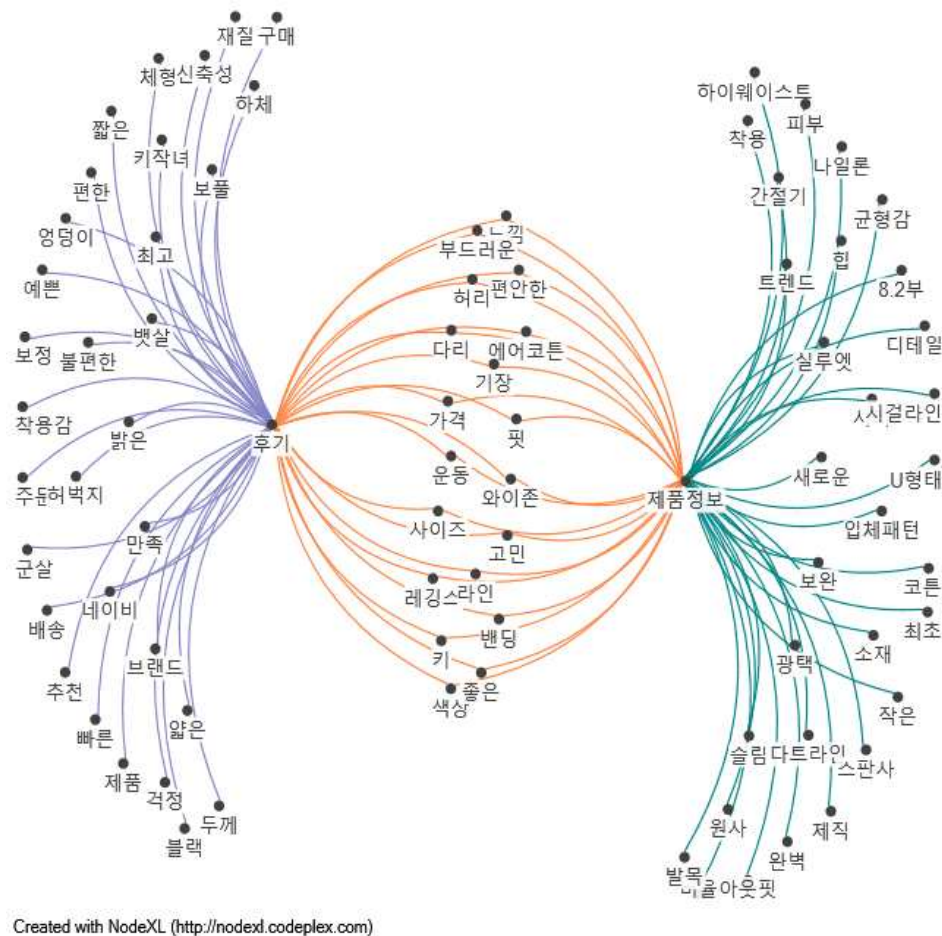 재질
구매
체형
신축성
하체
짧은
키작녀
편한
보풀
엉덩이
최고
예쁜
뱃살
보정
불편한
착용감
밝은
후기
허벅지
만족
군살
네이비
배송
브랜드
추천
얇은
빠른
제품
걱정
두께
블랙
부드러운
허리
편안한
다리
에어코튼
기장
가격
핏
운동
와이존
사이즈
고민
레깅스
라인
밴딩
키
좋은
색상
하이웨이스트
착용
피부
나일론
간절기
균형감
힙
트렌드
8.2부
디테일
실루엣
시걸라인
새로운
U형태
제품정보
입체패턴
보완
코튼
최초
소재
광택
작은
슬림
다트라인
스판사
원사
제직
완벽
발목
아웃핏
Created with NodeXL (http://nodexl.codeplex.com)